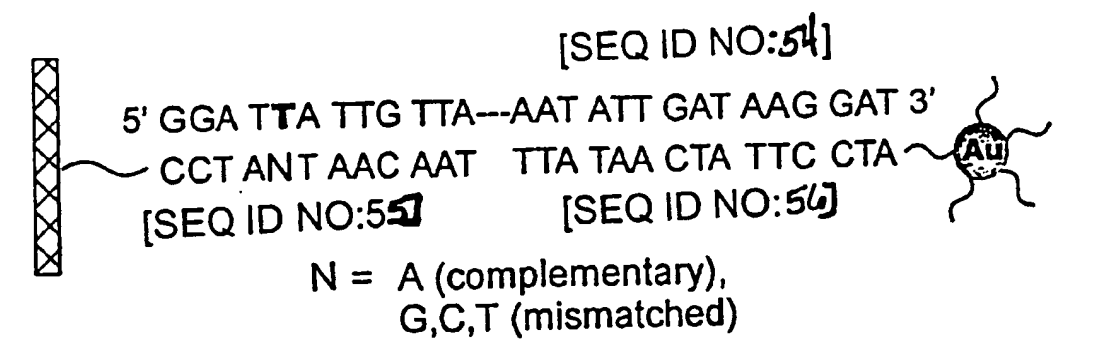 [SEQ ID NO:54]
5' GGA TTA TTG TTA---AAT ATT GAT AAG GAT 3'
CCT ANT AAC AAT TTA TAA CTA TTC CTA Au
[SEQ ID NO:55] [SEQ ID NO:56]
N = A (complementary),
G,C,T (mismatched)